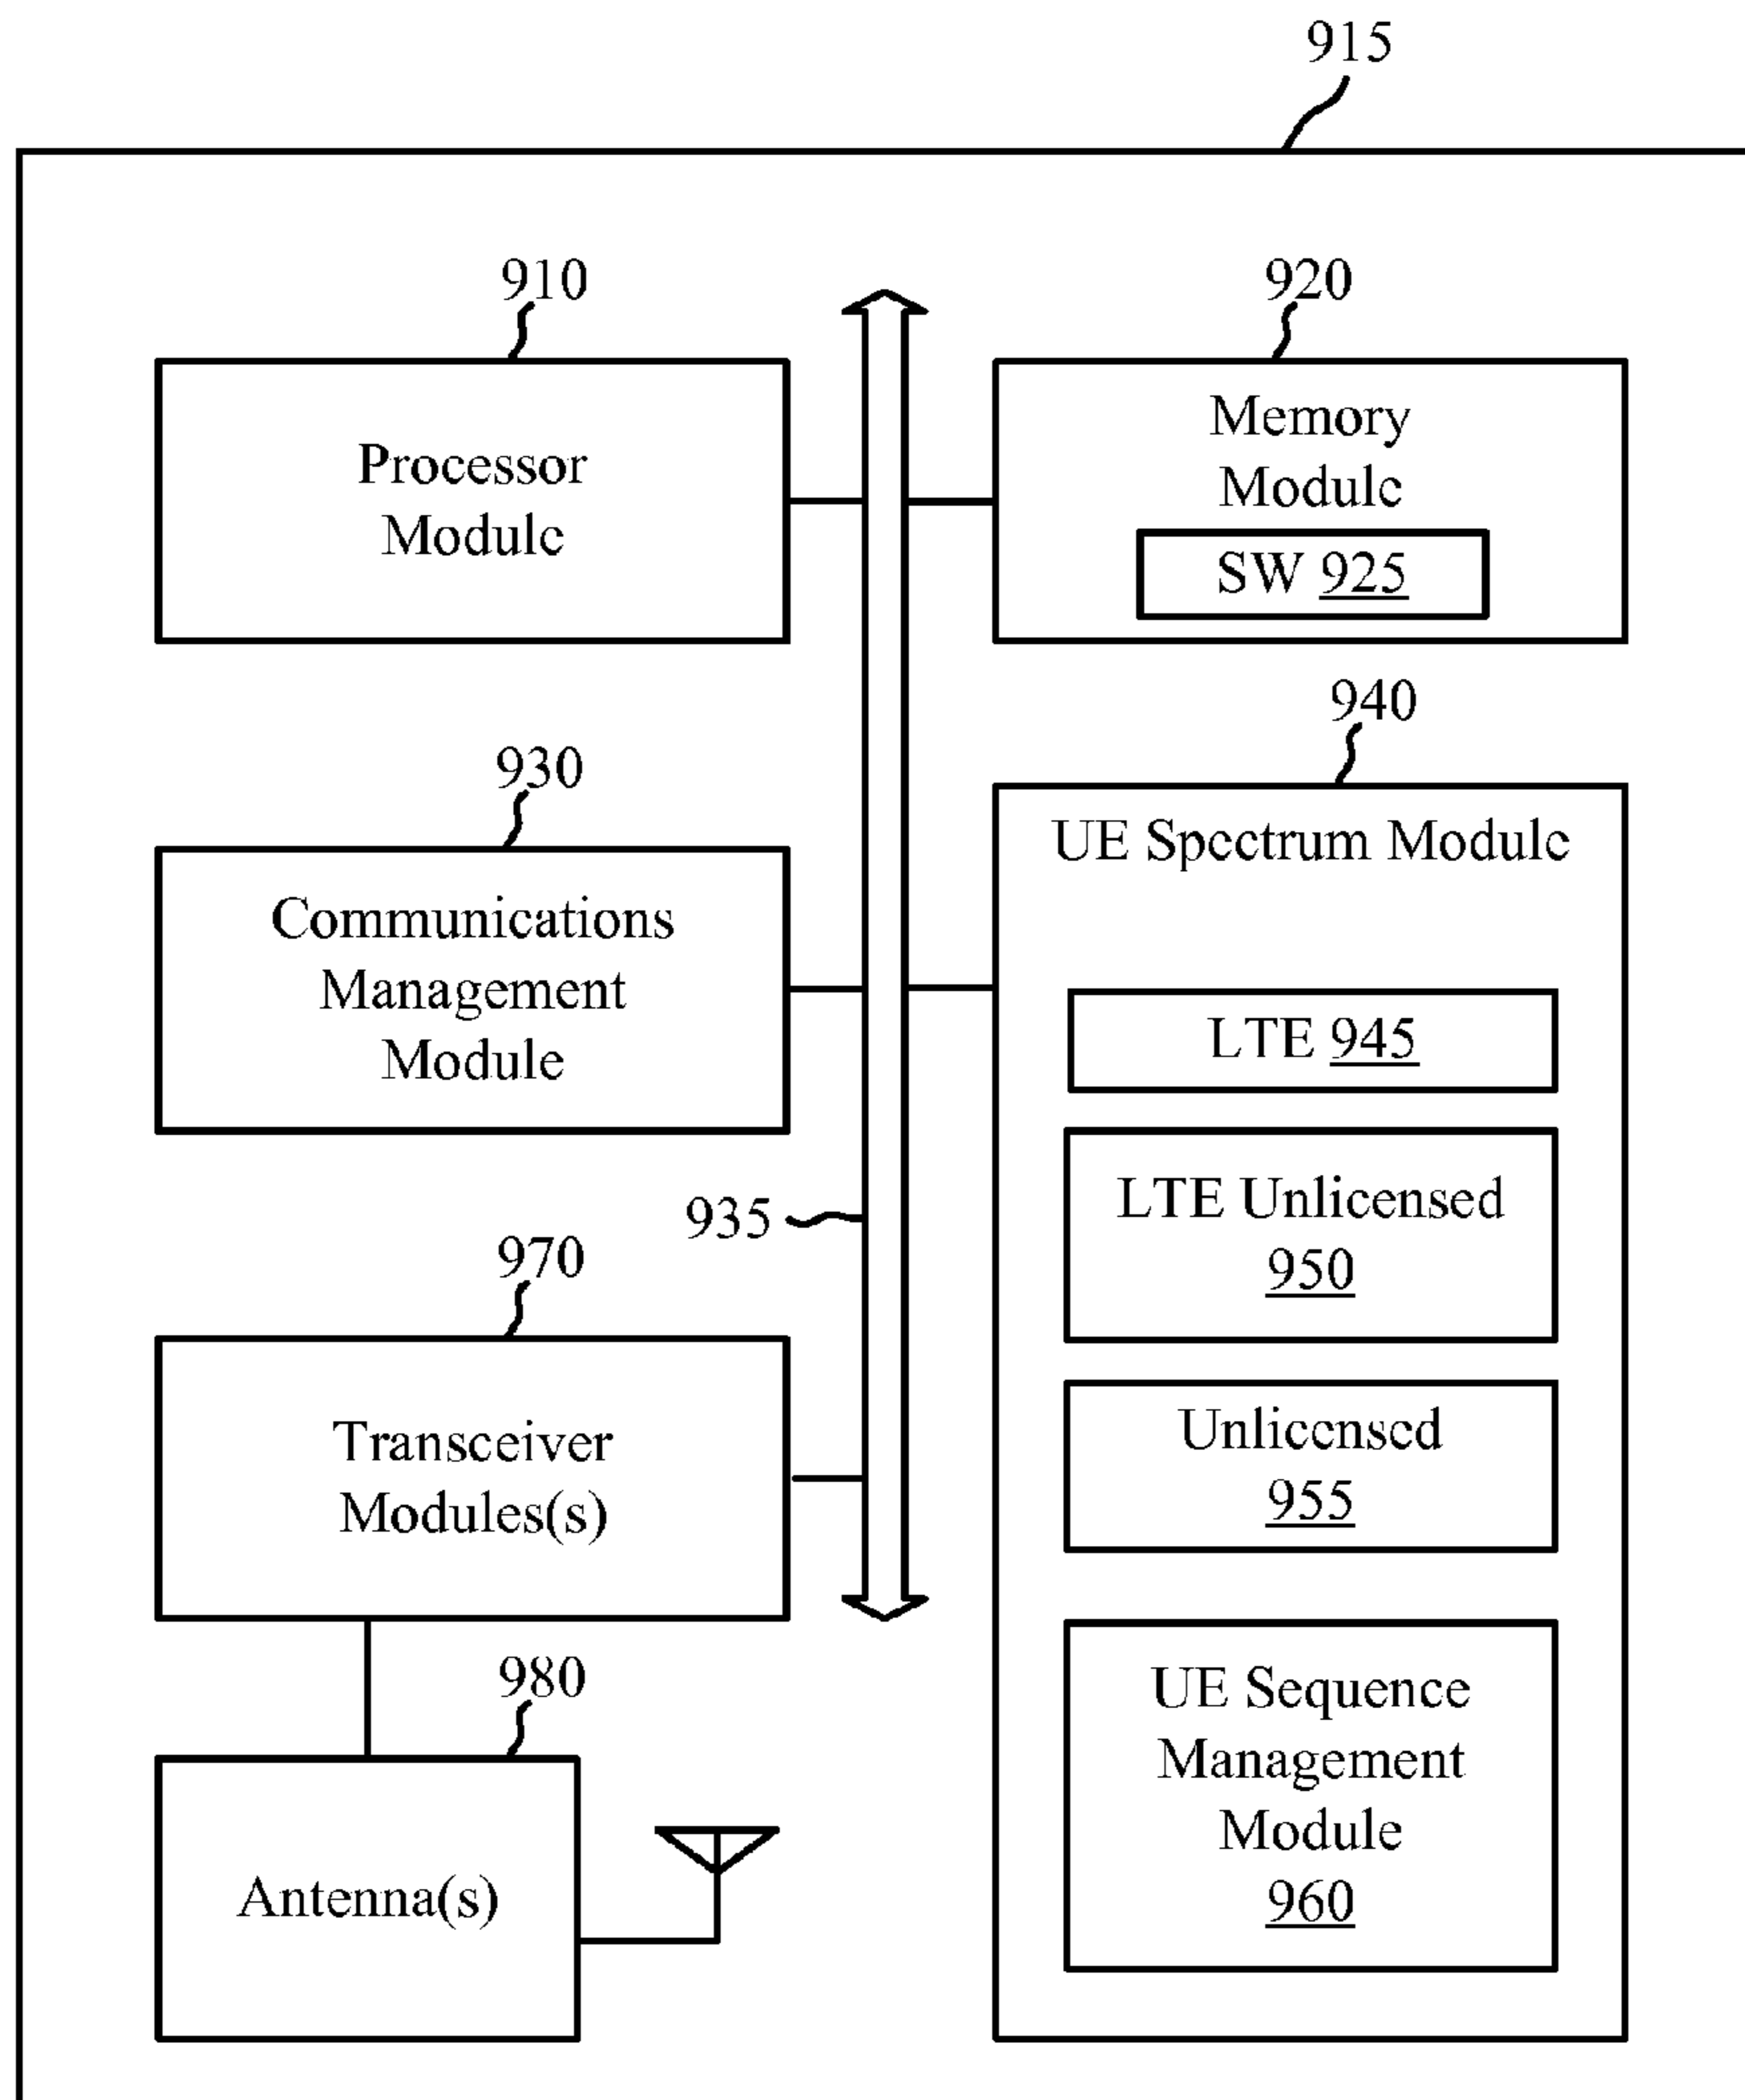 915
910
Processor
Module
920
Memory
Module
SW 925
930
Communications
Management
Module
940
UE Spectrum Module
LTE 945
LTE Unlicensed
950
Unlicensed
955
UE Sequence
Management
Module
960
935
970
Transceiver
Modules(s)
980
Antenna(s)